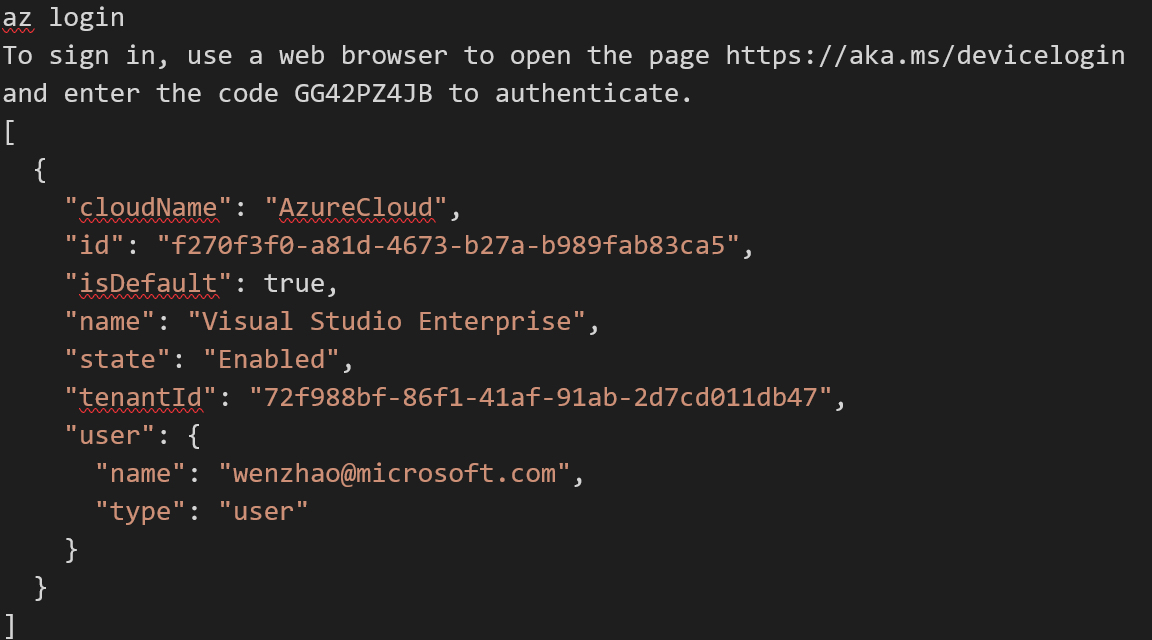 az login
To sign in, use a web browser to open the page https://aka.ms/devicelogin
and enter the code GG42PZ4JB to authenticate.
[
  {
    "cloudName": "AzureCloud",
    "id": "f270f3f0-a81d-4673-b27a-b989fab83ca5",
    "isDefault": true,
    "name": "Visual Studio Enterprise",
    "state": "Enabled",
    "tenantId": "72f988bf-86f1-41af-91ab-2d7cd011db47",
    "user": {
      "name": "wenzhao@microsoft.com",
      "type": "user"
    }
  }
]